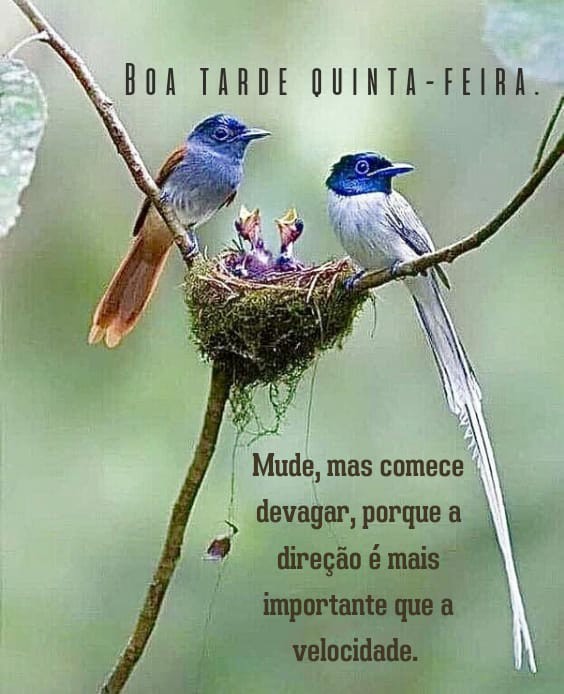 Boa tarde quinta-feira.
Mude, mas comece
devagar, porque a
direção é mais
importante que a
velocidade.